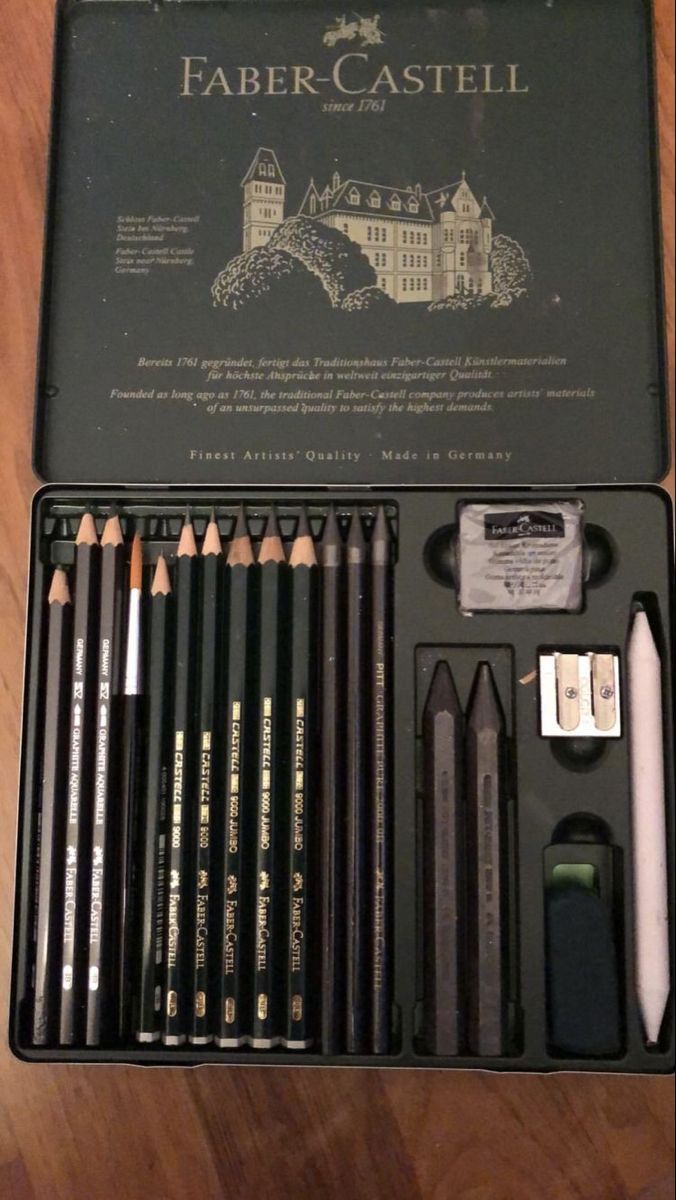 FABER-CASTELL
since 1761
Schloss Faber-Castell
Stein bei Nürnberg,
Deutschland
Faber-Castell Castle
Stein near Nürnberg,
Germany
Bereits 1761 gegründet, fertigt das Traditionshaus Faber-Castell Künstlermaterialien
für höchste Ansprüche in weltweit einzigartiger Qualität.
Founded as long ago as 1761, the traditional Faber-Castell company produces artists' materials
of an unsurpassed quality to satisfy the highest demands.
Finest Artists' Quality · Made in Germany
FABER-CASTELL
GERMANY GRAPHITE AQUARELLE FABER-CASTELL
GERMANY GRAPHITE AQUARELLE FABER-CASTELL
CASTELL 9000 FABER-CASTELL
CASTELL 9000 FABER-CASTELL
CASTELL 9000 JUMBO FABER-CASTELL
CASTELL 9000 JUMBO FABER-CASTELL
CASTELL 9000 JUMBO FABER-CASTELL
PITT GRAPHITE PURE FABER-CASTELL